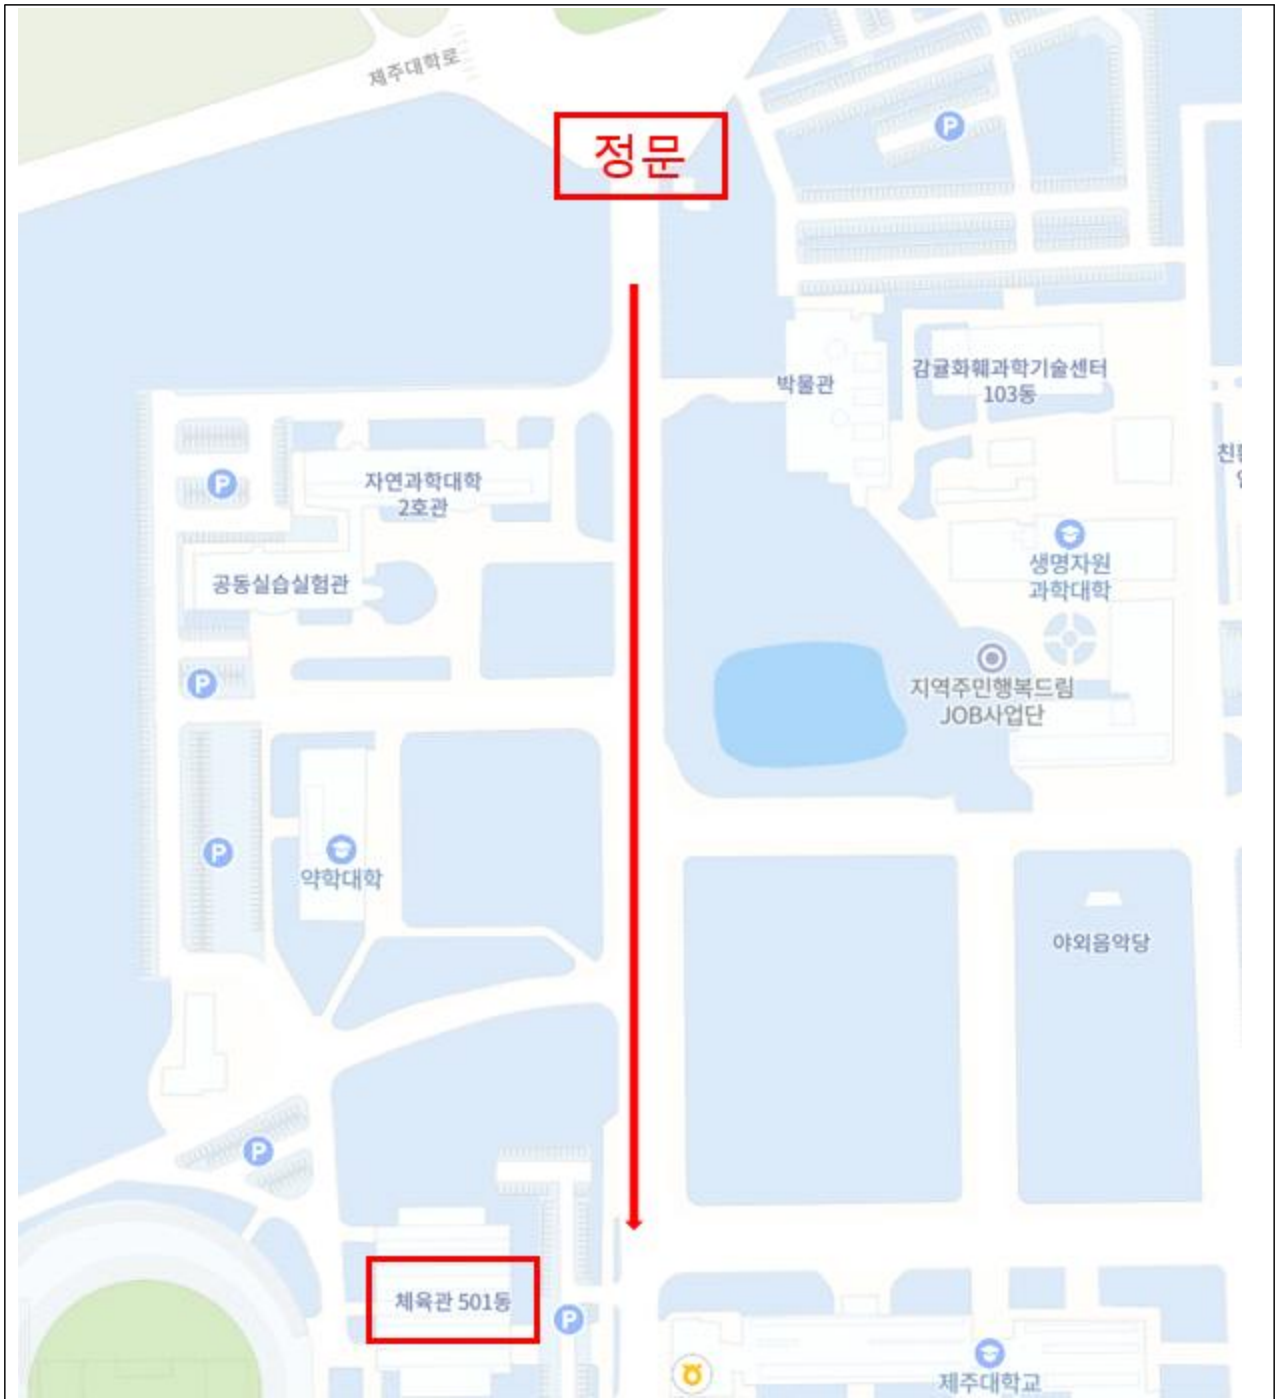 제주대학로
정문
P
박물관
감귤화훼과학기술센터
103동
자연과학대학
2호관
P
공동실습실험관
생명자원
과학대학
P
지역주민행복드림
JOB사업단
P
약학대학
야외음악당
P
체육관 501동
P
제주대학교